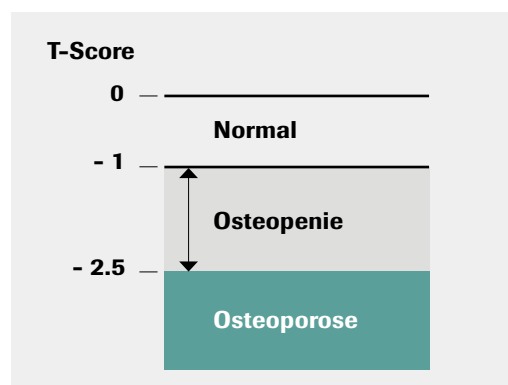 T-Score
0
Normal
- 1
Osteopenie
- 2.5
Osteoporose